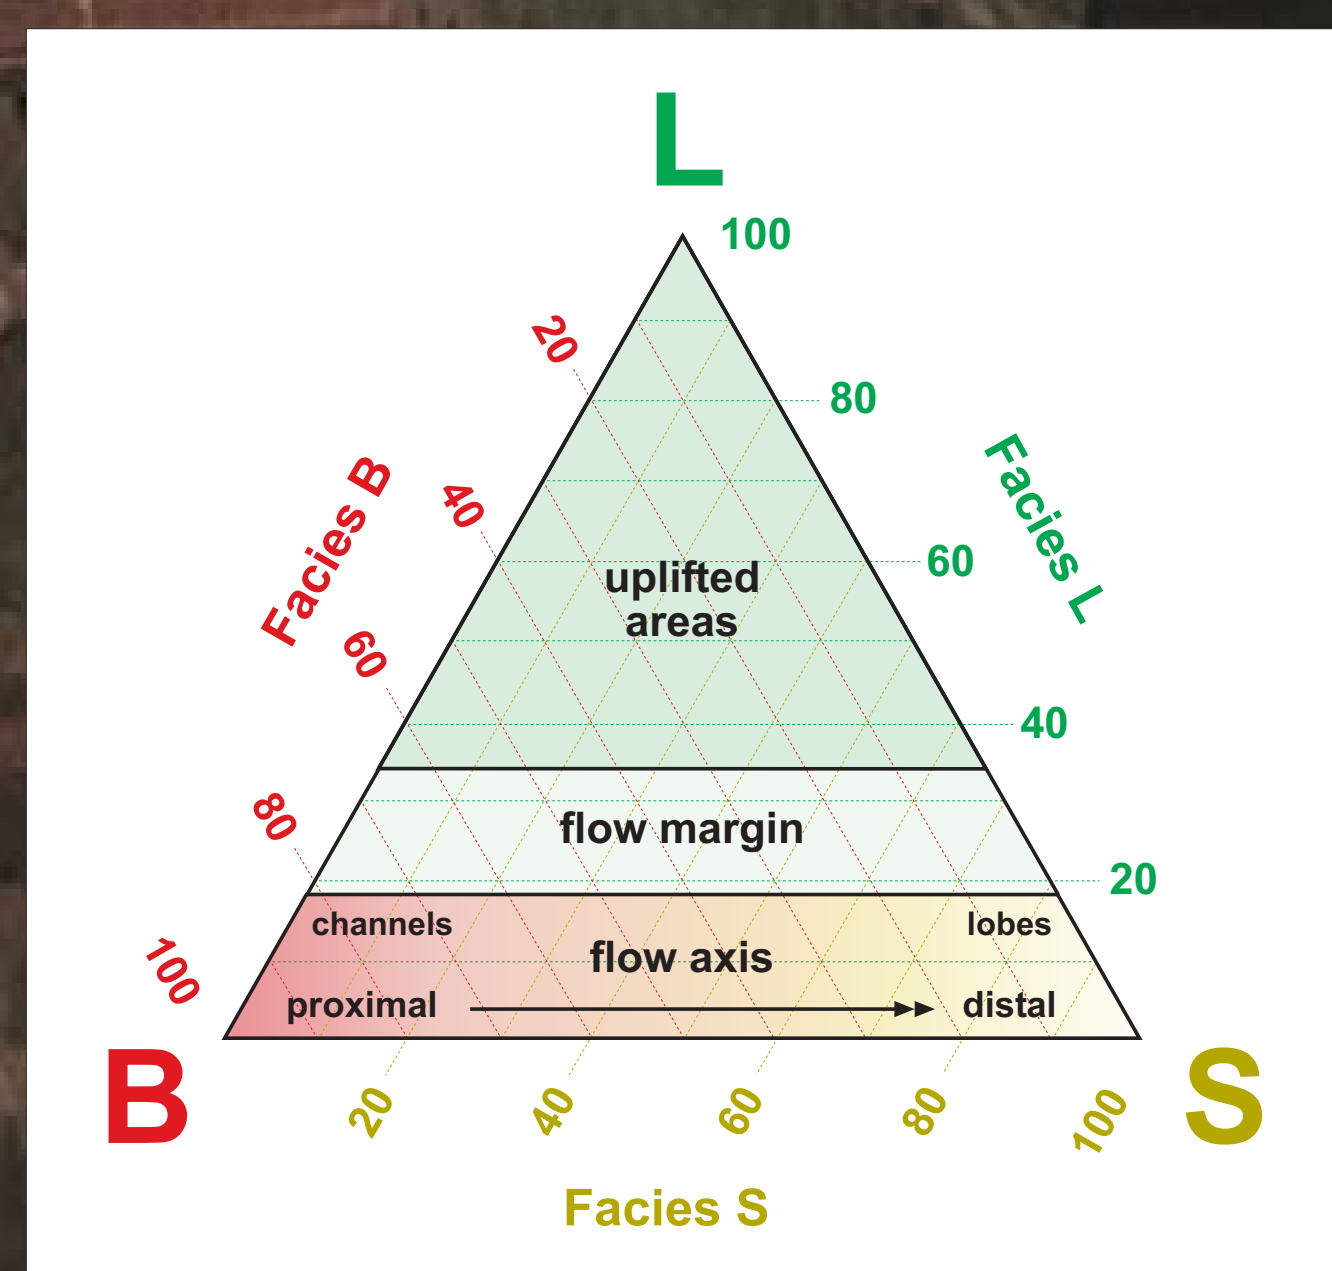 L
100
20
80
Facies B
Facies L
40
60
uplifted
areas
60
40
80
flow margin
20
channels
lobes
flow axis
100
proximal
distal
B
S
20
40
60
80
100
Facies S